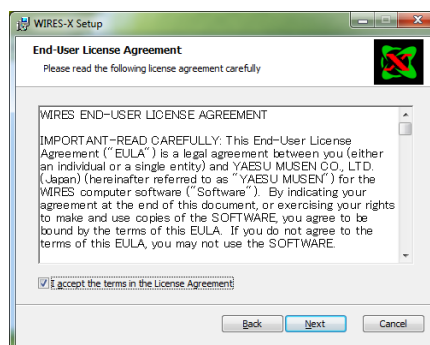 WIRES-X Setup
End-User License Agreement
Please read the following license agreement carefully
WIRES END-USER LICENSE AGREEMENT
IMPORTANT-READ CAREFULLY: This End-User License
Agreement ("EULA") is a legal agreement between you (either
an individual or a single entity) and YAESU MUSEN CO., LTD.
(Japan) (hereinafter referred to as "YAESU MUSEN") for the
WIRES computer software ("Software").  By indicating your
agreement at the end of this document, or exercising your rights
to make and use copies of the SOFTWARE, you agree to be
bound by the terms of this EULA.  If you do not agree to the
terms of this EULA, you may not use the SOFTWARE.
I accept the terms in the License Agreement
Back Next Cancel